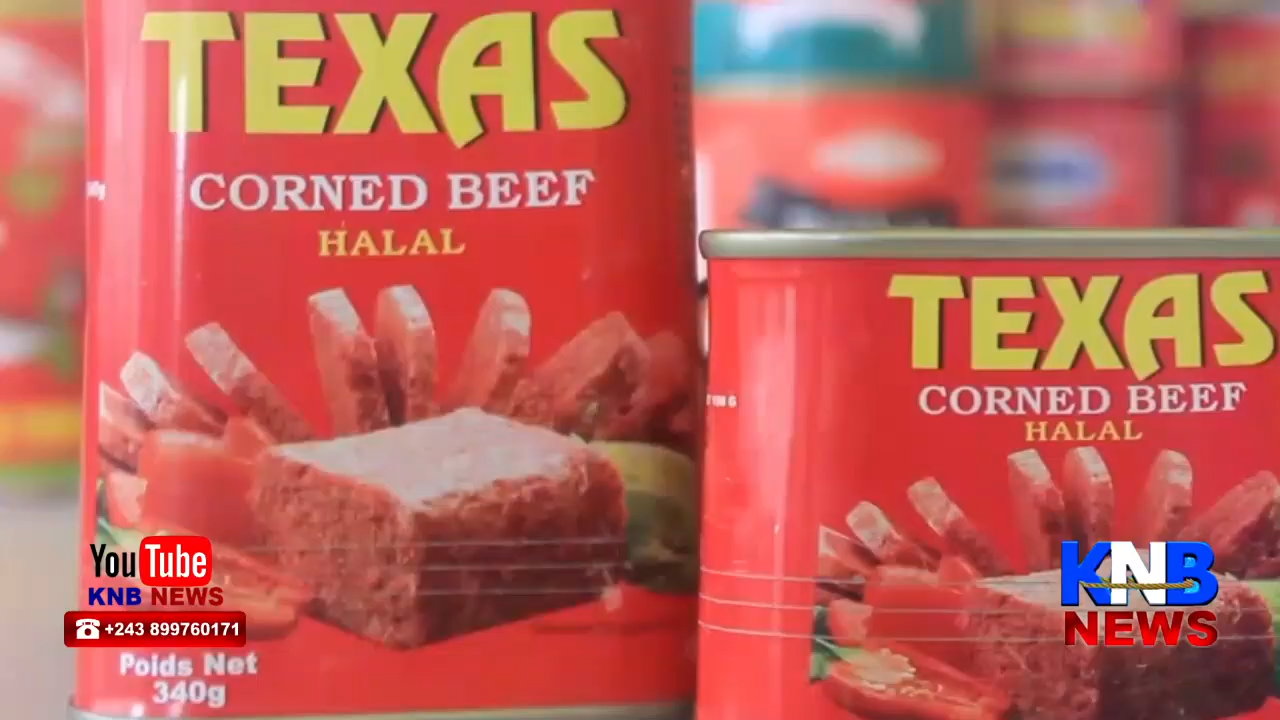 TEXAS
CORNED BEEF
HALAL
Poids Net
340g
TEXAS
CORNED BEEF
HALAL
YouTube
KNB NEWS
+243 899760171
KNB
NEWS